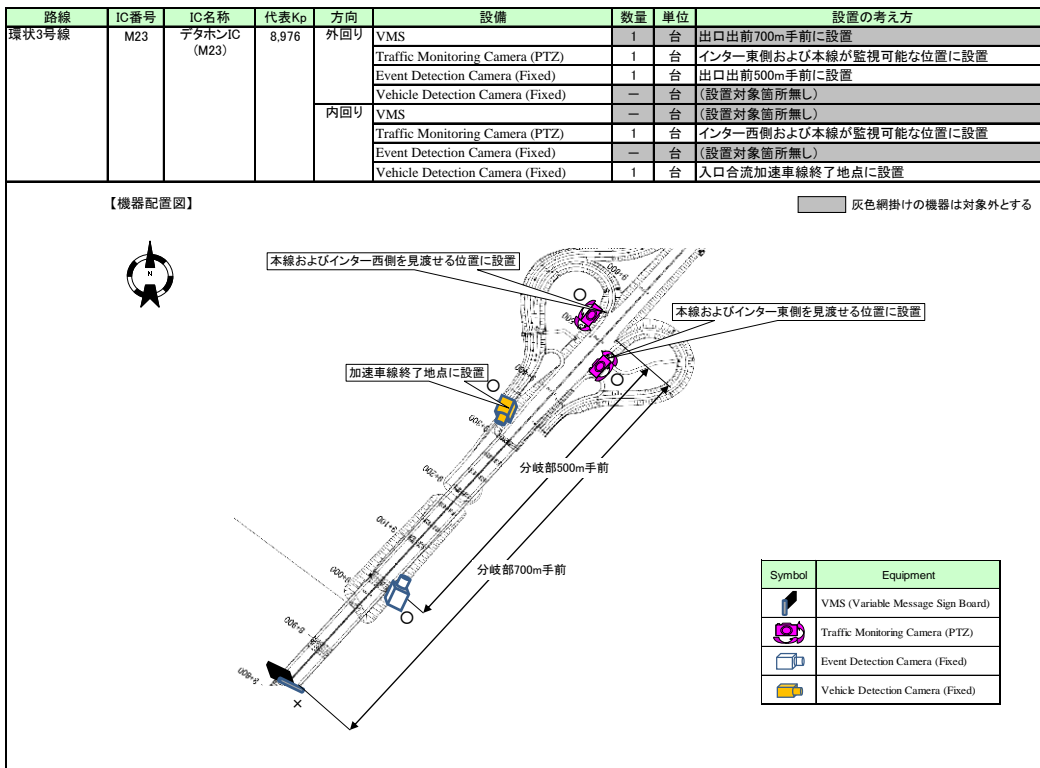 路線 IC番号 IC名称 代表Kp 方向 設備 数量 単位 設置の考え方
環状3号線 M23 デタホンIC (M23) 8,976 外回り VMS 1 台 出口出前700m手前に設置
Traffic Monitoring Camera (PTZ) 1 台 インター東側および本線が監視可能な位置に設置
Event Detection Camera (Fixed) 1 台 出口出前500m手前に設置
Vehicle Detection Camera (Fixed) － 台 (設置対象箇所無し)
内回り VMS － 台 (設置対象箇所無し)
Traffic Monitoring Camera (PTZ) 1 台 インター西側および本線が監視可能な位置に設置
Event Detection Camera (Fixed) － 台 (設置対象箇所無し)
Vehicle Detection Camera (Fixed) 1 台 入口合流加速車線終了地点に設置
【機器配置図】
灰色網掛けの機器は対象外とする
N
本線およびインター西側を見渡せる位置に設置
本線およびインター東側を見渡せる位置に設置
加速車線終了地点に設置
9+600
9+400
9+300
9+200
9+100
9+000
8+900
8+800
分岐部500m手前
分岐部700m手前
Symbol Equipment
VMS (Variable Message Sign Board)
Traffic Monitoring Camera (PTZ)
Event Detection Camera (Fixed)
Vehicle Detection Camera (Fixed)